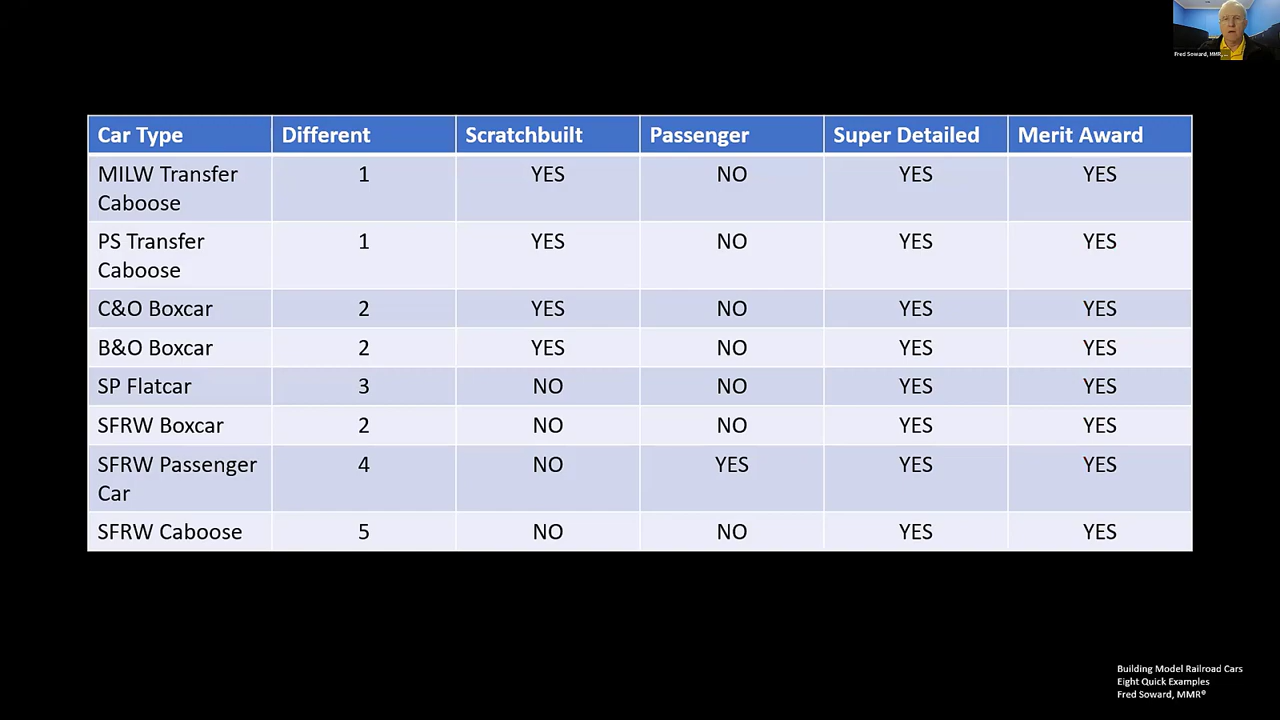 Fred Soward, MMR, ...
Car Type Different Scratchbuilt Passenger Super Detailed Merit Award
MILW Transfer Caboose 1 YES NO YES YES
PS Transfer Caboose 1 YES NO YES YES
C&O Boxcar 2 YES NO YES YES
B&O Boxcar 2 YES NO YES YES
SP Flatcar 3 NO NO YES YES
SFRW Boxcar 2 NO NO YES YES
SFRW Passenger Car 4 NO YES YES YES
SFRW Caboose 5 NO NO YES YES
Building Model Railroad Cars
Eight Quick Examples
Fred Soward, MMR®